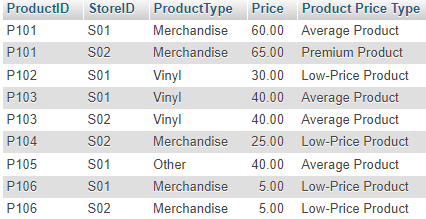 ProductID StoreID ProductType Price Product Price Type
P101 S01 Merchandise 60.00 Average Product
P101 S02 Merchandise 65.00 Premium Product
P102 S01 Vinyl 30.00 Low-Price Product
P103 S01 Vinyl 40.00 Average Product
P103 S02 Vinyl 40.00 Average Product
P104 S02 Merchandise 25.00 Low-Price Product
P105 S01 Other 40.00 Average Product
P106 S01 Merchandise 5.00 Low-Price Product
P106 S02 Merchandise 5.00 Low-Price Product